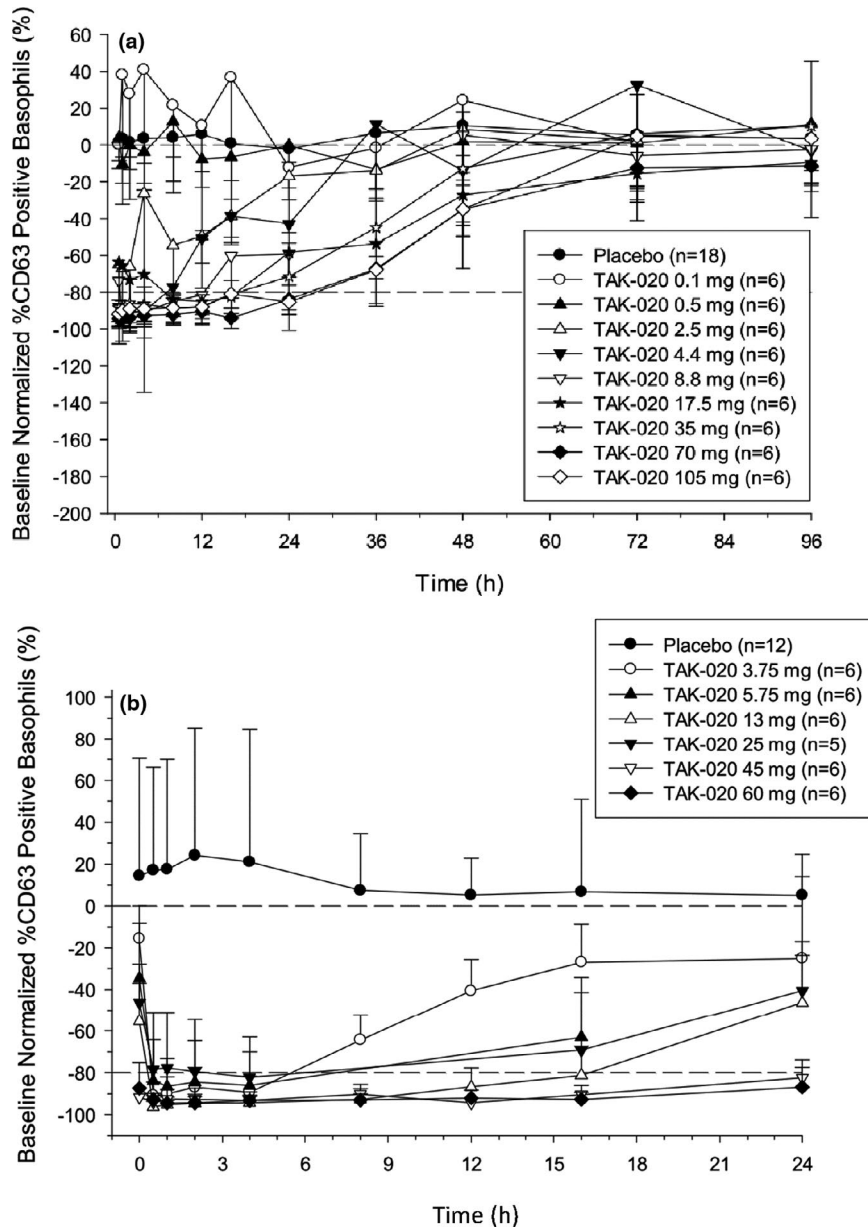 (a)
Baseline Normalized %CD63 Positive Basophils (%)
60
40
20
0
-20
-40
-60
-80
-100
-120
-140
-160
-180
-200
Placebo (n=18)
TAK-020 0.1 mg (n=6)
TAK-020 0.5 mg (n=6)
TAK-020 2.5 mg (n=6)
TAK-020 4.4 mg (n=6)
TAK-020 8.8 mg (n=6)
TAK-020 17.5 mg (n=6)
TAK-020 35 mg (n=6)
TAK-020 70 mg (n=6)
TAK-020 105 mg (n=6)
0 12 24 36 48 60 72 84 96
Time (h)
(b)
Baseline Normalized %CD63 Positive Basophils (%)
100
80
60
40
20
0
-20
-40
-60
-80
-100
Placebo (n=12)
TAK-020 3.75 mg (n=6)
TAK-020 5.75 mg (n=6)
TAK-020 13 mg (n=6)
TAK-020 25 mg (n=5)
TAK-020 45 mg (n=6)
TAK-020 60 mg (n=6)
0 3 6 9 12 15 18 21 24
Time (h)